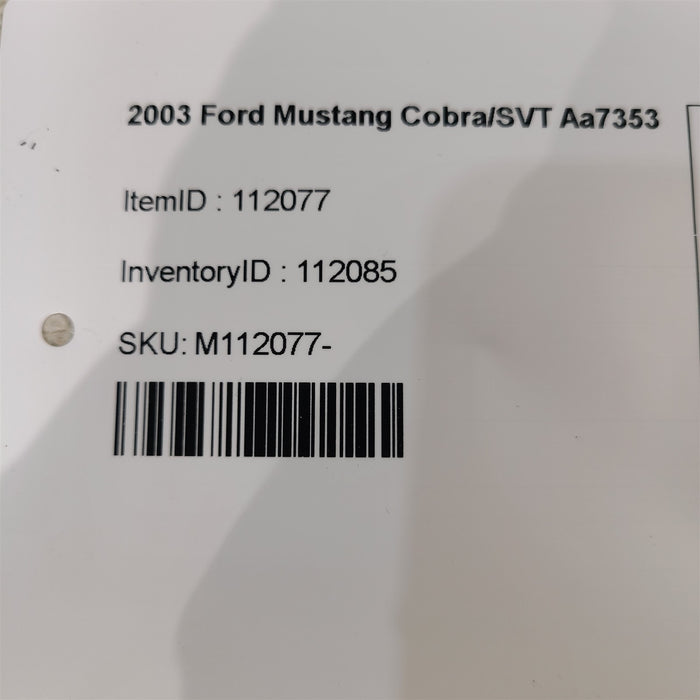 2003 Ford Mustang Cobra/SVT Aa7353
ItemID : 112077
InventoryID : 112085
SKU: M112077-